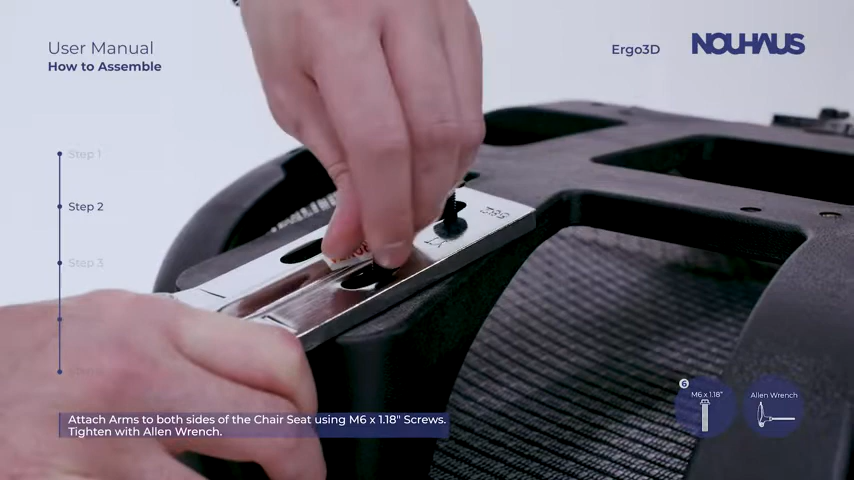 User Manual
How to Assemble
Ergo3D
NOUHAUS
Step 1
Step 2
Step 3
Attach Arms to both sides of the Chair Seat using M6 x 1.18" Screws.
Tighten with Allen Wrench.
6
M6 x 1.18"
Allen Wrench